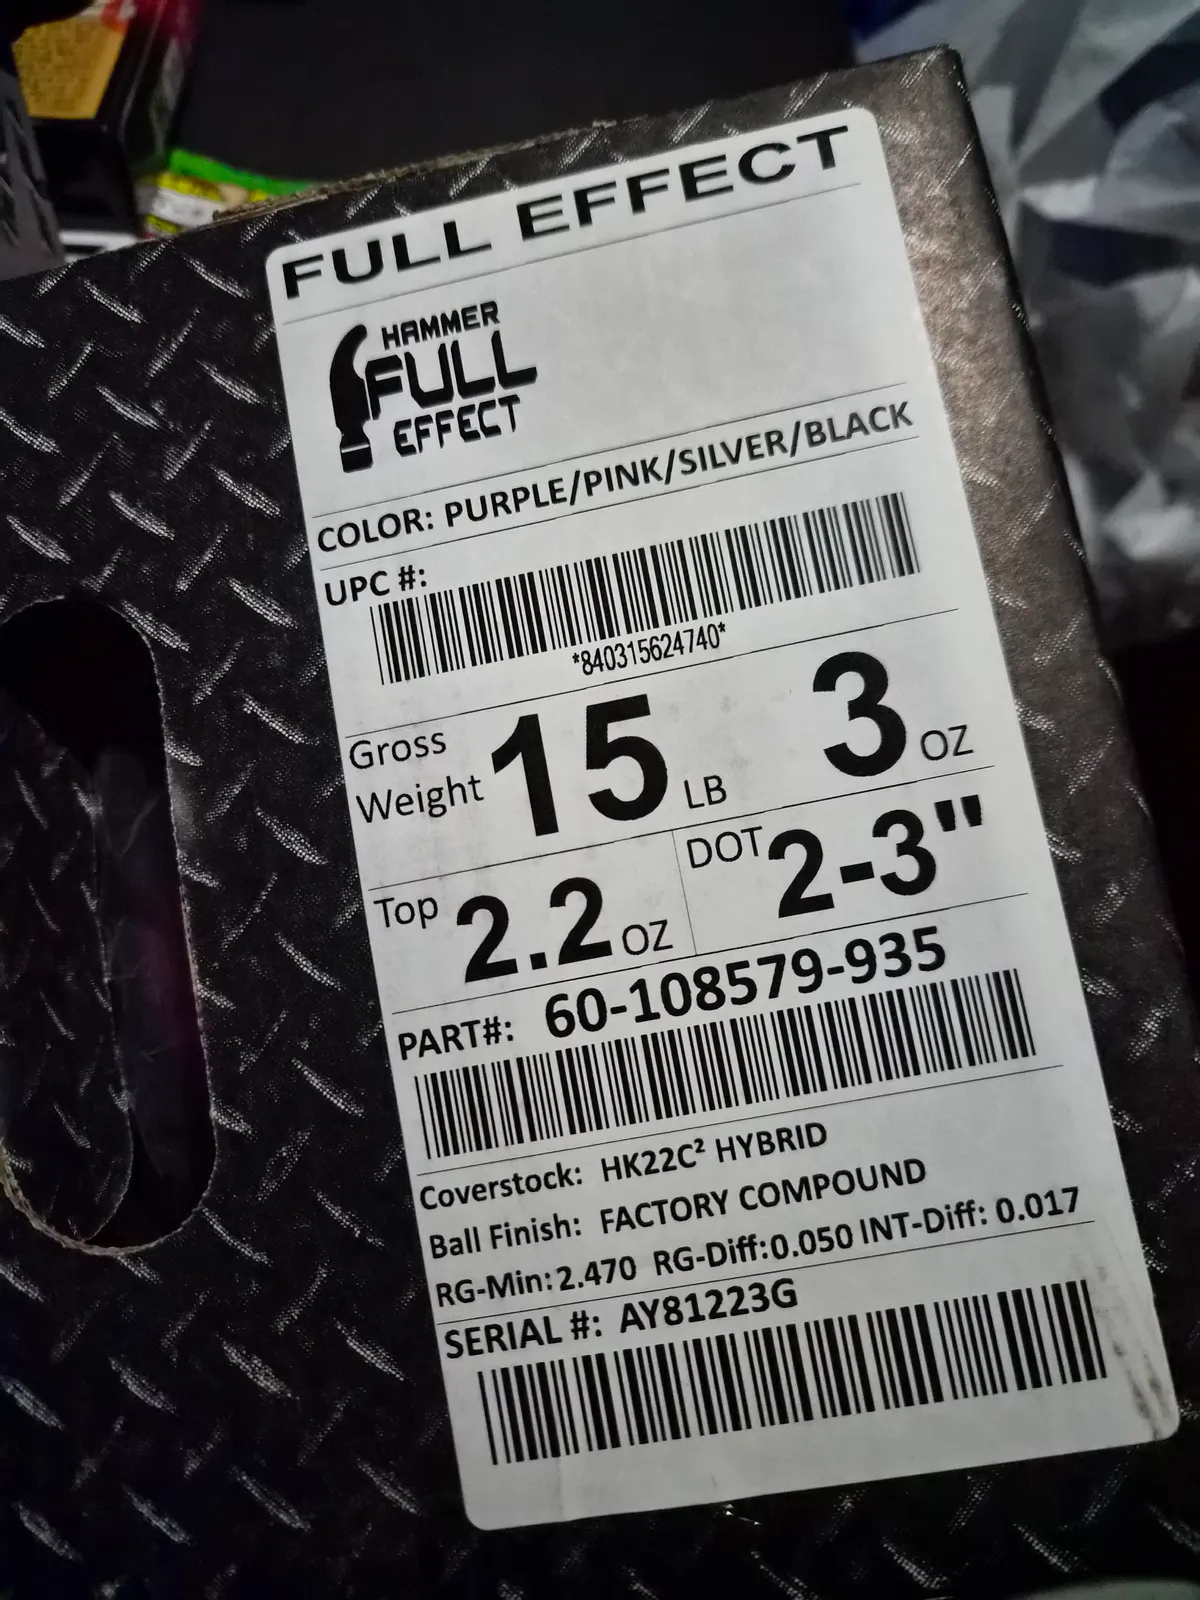 FULL EFFECT
HAMMER
FULL
EFFECT
COLOR: PURPLE/PINK/SILVER/BLACK
UPC #:
*840315624740*
Gross Weight 15 LB 3 OZ
Top 2.2 OZ DOT 2-3"
PART#: 60-108579-935
Coverstock: HK22C² HYBRID
Ball Finish: FACTORY COMPOUND
RG-Min: 2.470 RG-Diff: 0.050 INT-Diff: 0.017
SERIAL #: AY81223G